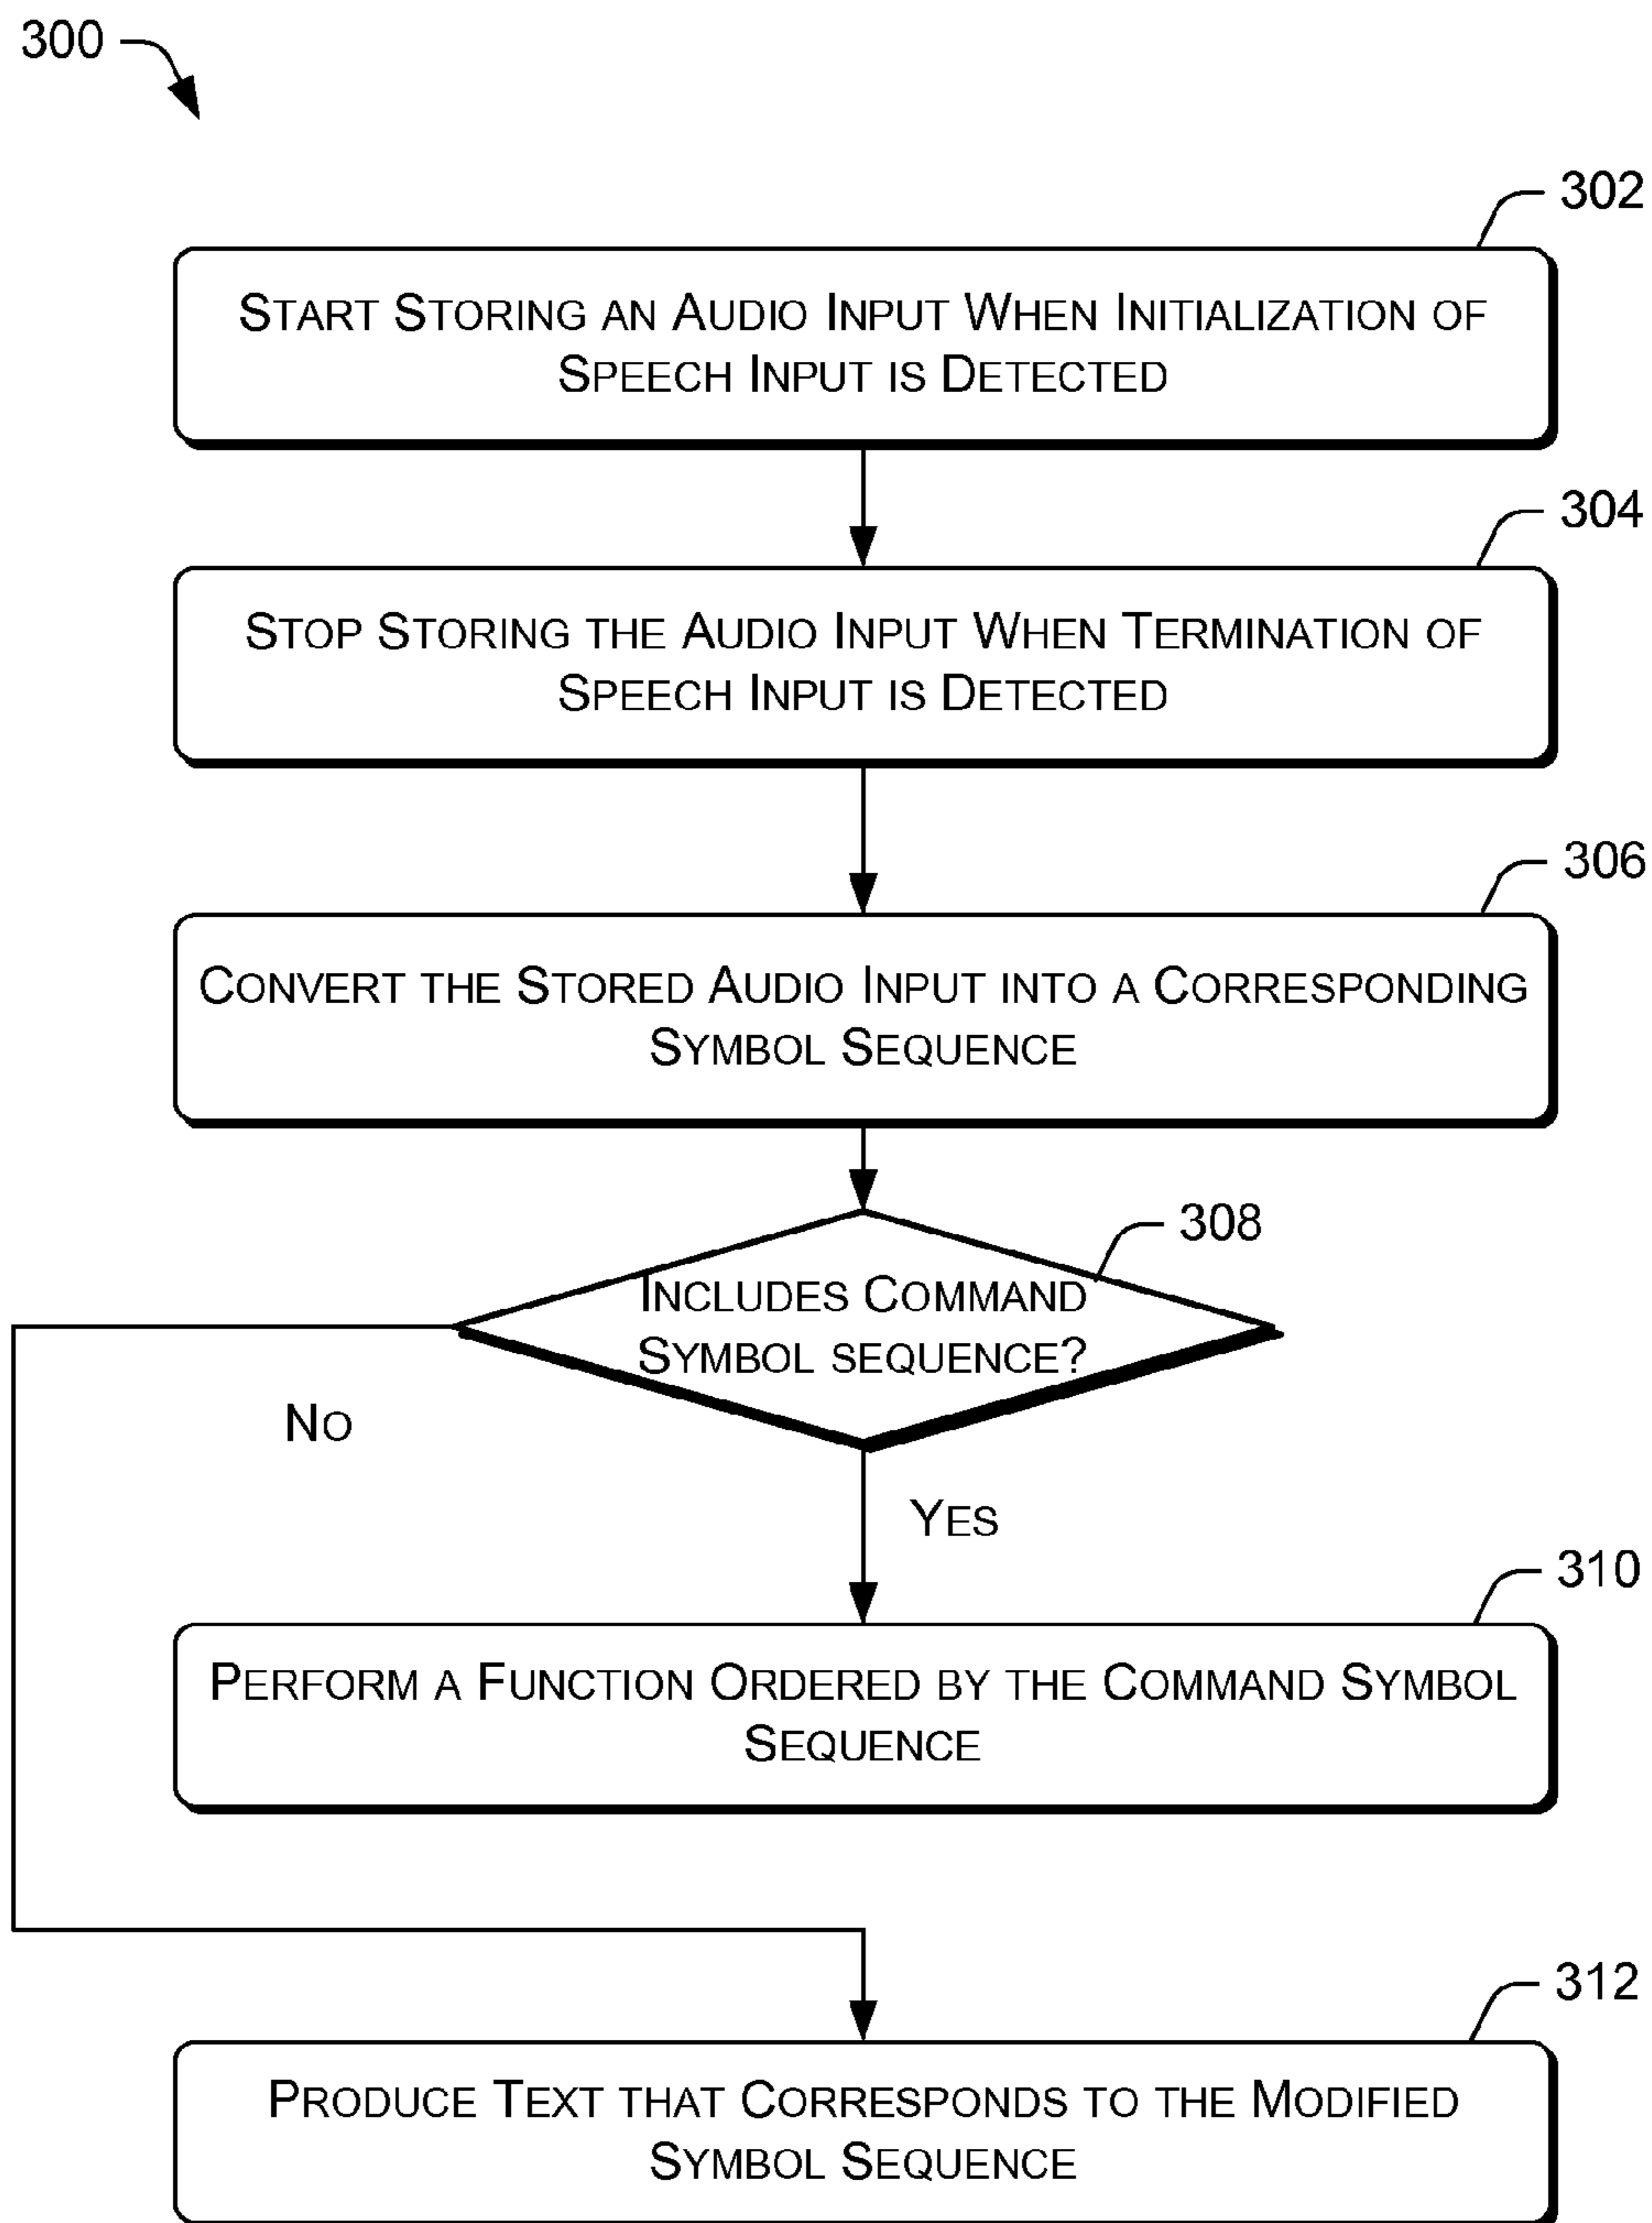 300
302
START STORING AN AUDIO INPUT WHEN INITIALIZATION OF
SPEECH INPUT IS DETECTED
304
STOP STORING THE AUDIO INPUT WHEN TERMINATION OF
SPEECH INPUT IS DETECTED
306
CONVERT THE STORED AUDIO INPUT INTO A CORRESPONDING
SYMBOL SEQUENCE
308
INCLUDES COMMAND
SYMBOL SEQUENCE?
NO
YES
310
PERFORM A FUNCTION ORDERED BY THE COMMAND SYMBOL
SEQUENCE
312
PRODUCE TEXT THAT CORRESPONDS TO THE MODIFIED
SYMBOL SEQUENCE